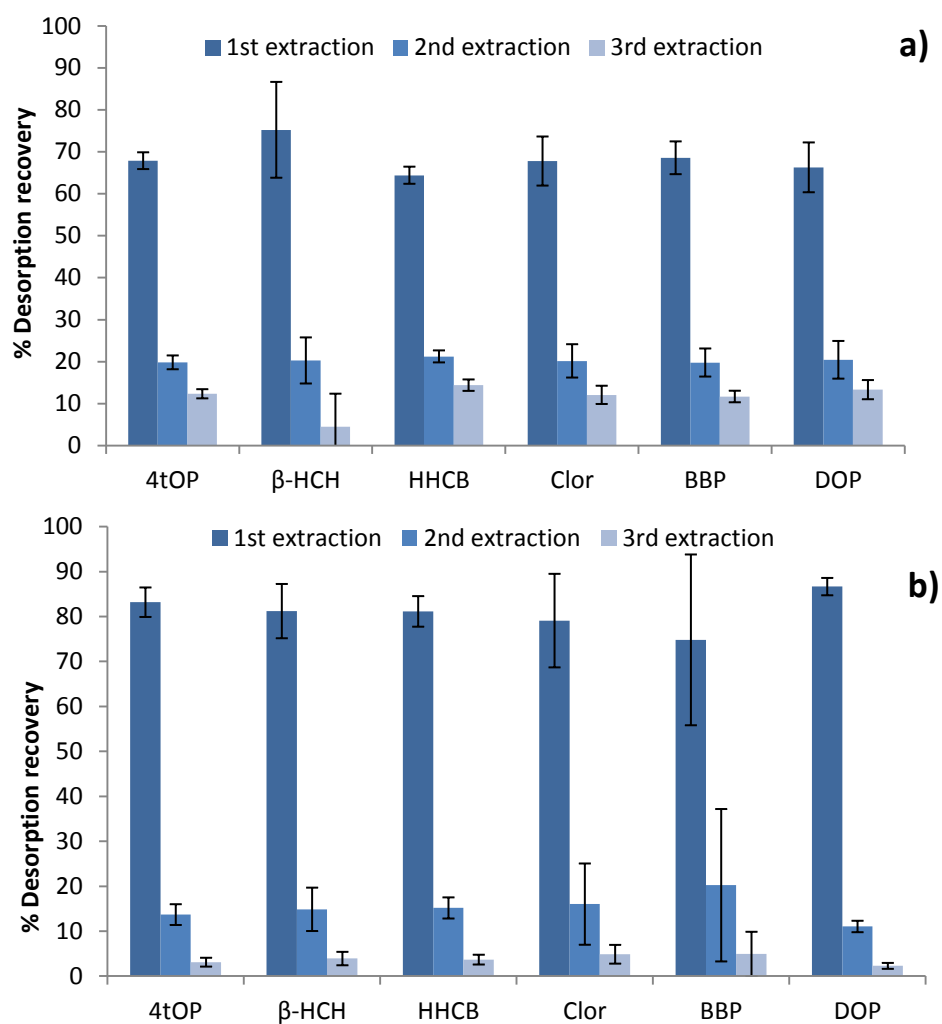 100
90
80
70
60
50
40
30
20
10
0
% Desorption recovery
1st extraction 2nd extraction 3rd extraction
a)
4tOP β-HCH HHCB Clor BBP DOP
100
90
80
70
60
50
40
30
20
10
0
% Desorption recovery
1st extraction 2nd extraction 3rd extraction
b)
4tOP β-HCH HHCB Clor BBP DOP